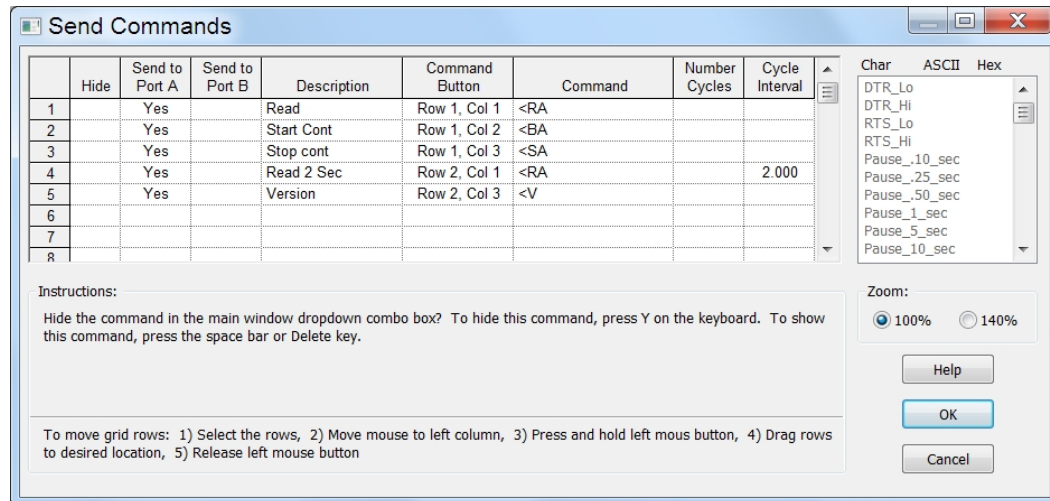 Send Commands
Hide Send to Port A Send to Port B Description Command Button Command Number Cycles Cycle Interval
1 Yes Read Row 1, Col 1 <RA
2 Yes Start Cont Row 1, Col 2 <BA
3 Yes Stop cont Row 1, Col 3 <SA
4 Yes Read 2 Sec Row 2, Col 1 <RA 2.000
5 Yes Version Row 2, Col 3 <V
6
7
8
Char ASCII Hex
DTR_Lo
DTR_Hi
RTS_Lo
RTS_Hi
Pause_.10_sec
Pause_.25_sec
Pause_.50_sec
Pause_1_sec
Pause_5_sec
Pause_10_sec
Instructions:
Hide the command in the main window dropdown combo box? To hide this command, press Y on the keyboard. To show
this command, press the space bar or Delete key.
To move grid rows: 1) Select the rows, 2) Move mouse to left column, 3) Press and hold left mous button, 4) Drag rows
to desired location, 5) Release left mouse button
Zoom:
100% 140%
Help
OK
Cancel